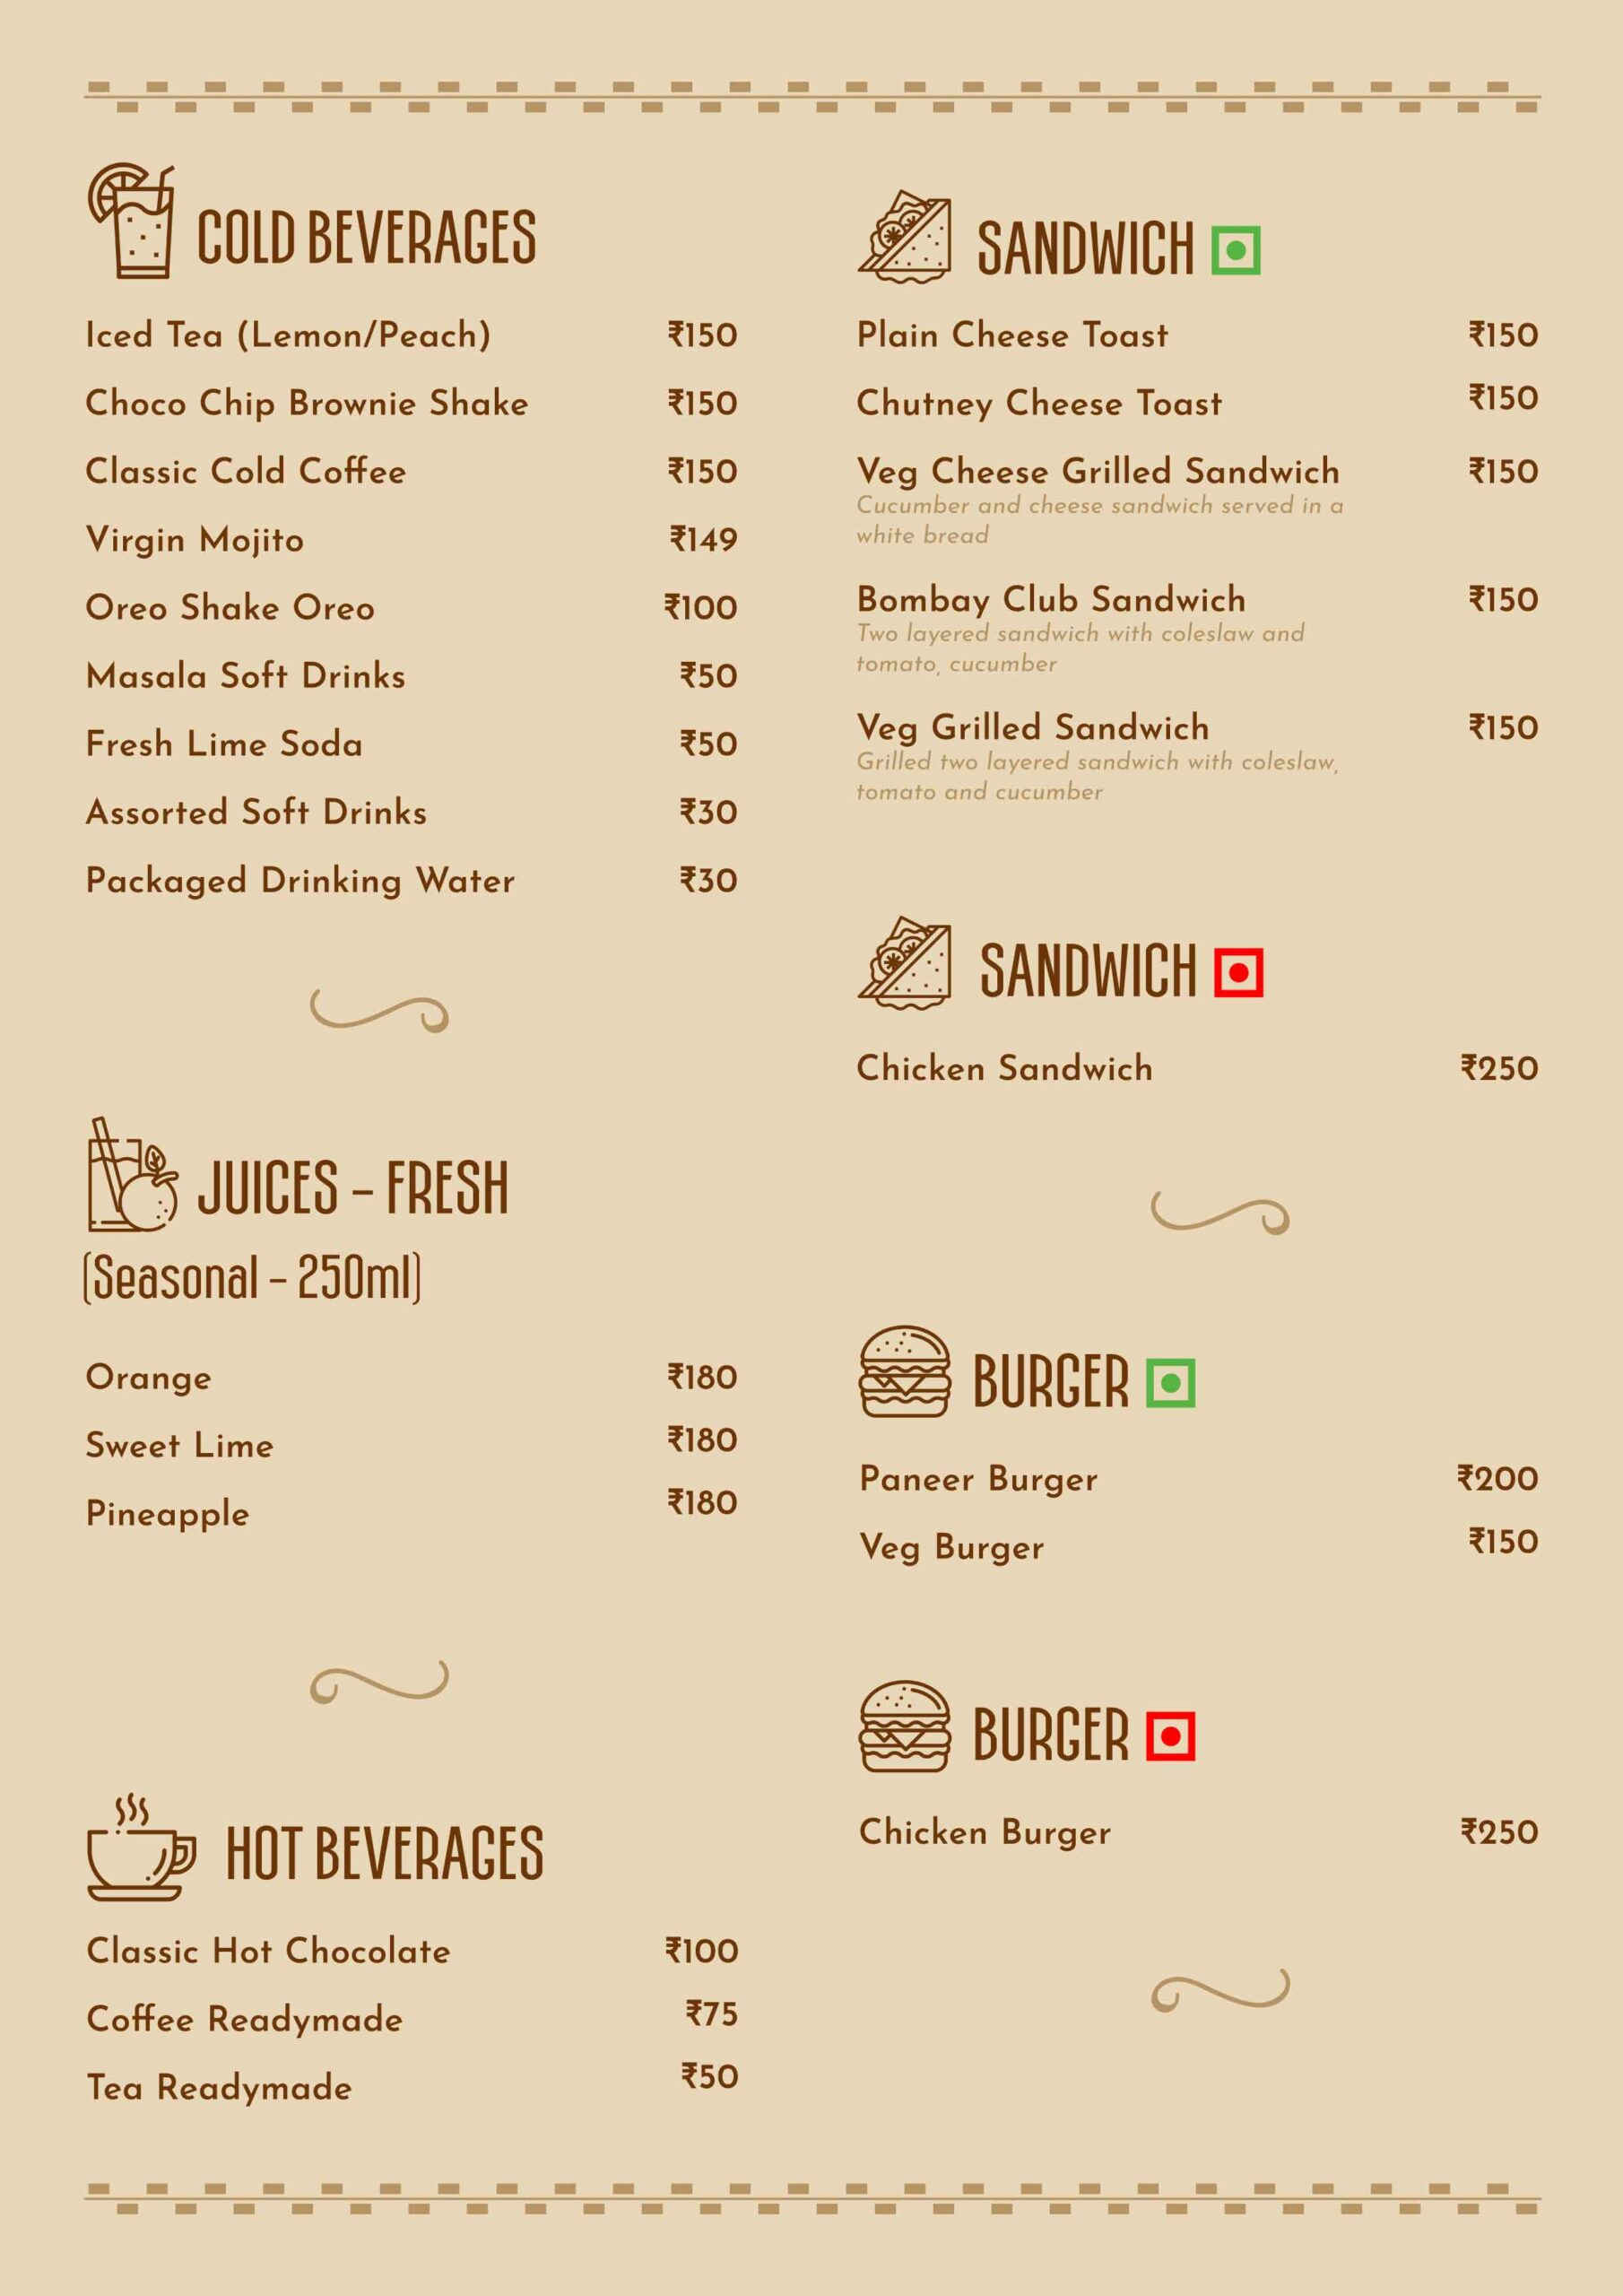 COLD BEVERAGES
Iced Tea (Lemon/Peach) ₹150
Choco Chip Brownie Shake ₹150
Classic Cold Coffee ₹150
Virgin Mojito ₹149
Oreo Shake Oreo ₹100
Masala Soft Drinks ₹50
Fresh Lime Soda ₹50
Assorted Soft Drinks ₹30
Packaged Drinking Water ₹30
JUICES - FRESH
(Seasonal - 250ml)
Orange ₹180
Sweet Lime ₹180
Pineapple ₹180
HOT BEVERAGES
Classic Hot Chocolate ₹100
Coffee Readymade ₹75
Tea Readymade ₹50
SANDWICH
Plain Cheese Toast ₹150
Chutney Cheese Toast ₹150
Veg Cheese Grilled Sandwich ₹150
Cucumber and cheese sandwich served in a
white bread
Bombay Club Sandwich ₹150
Two layered sandwich with coleslaw and
tomato, cucumber
Veg Grilled Sandwich ₹150
Grilled two layered sandwich with coleslaw,
tomato and cucumber
SANDWICH
Chicken Sandwich ₹250
BURGER
Paneer Burger ₹200
Veg Burger ₹150
BURGER
Chicken Burger ₹250